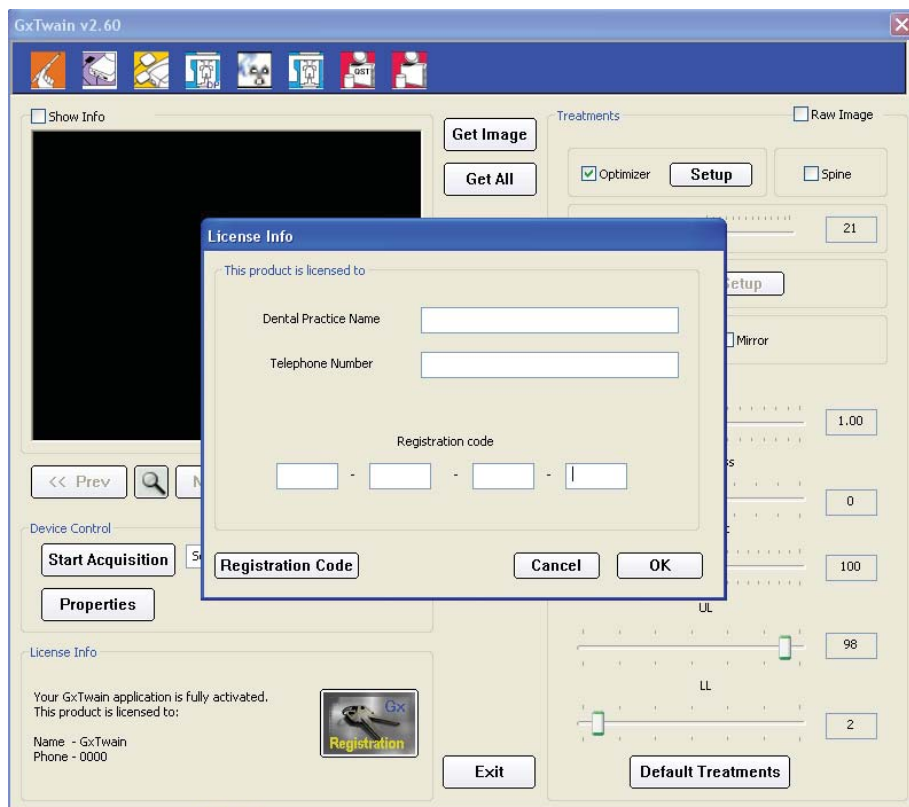 GxTwain v2.60
QST
Show Info
Get Image
Get All
Treatments
Raw Image
Optimizer
Setup
Spine
21
Setup
Mirror
1.00
0
100
UL
98
LL
2
Default Treatments
License Info
This product is licensed to
Dental Practice Name
Telephone Number
Registration code
- - -
Registration Code
Cancel
OK
<< Prev
Device Control
Start Acquisition
Properties
License Info
Your GxTwain application is fully activated.
This product is licensed to:
Name - GxTwain
Phone - 0000
Gx
Registration
Exit